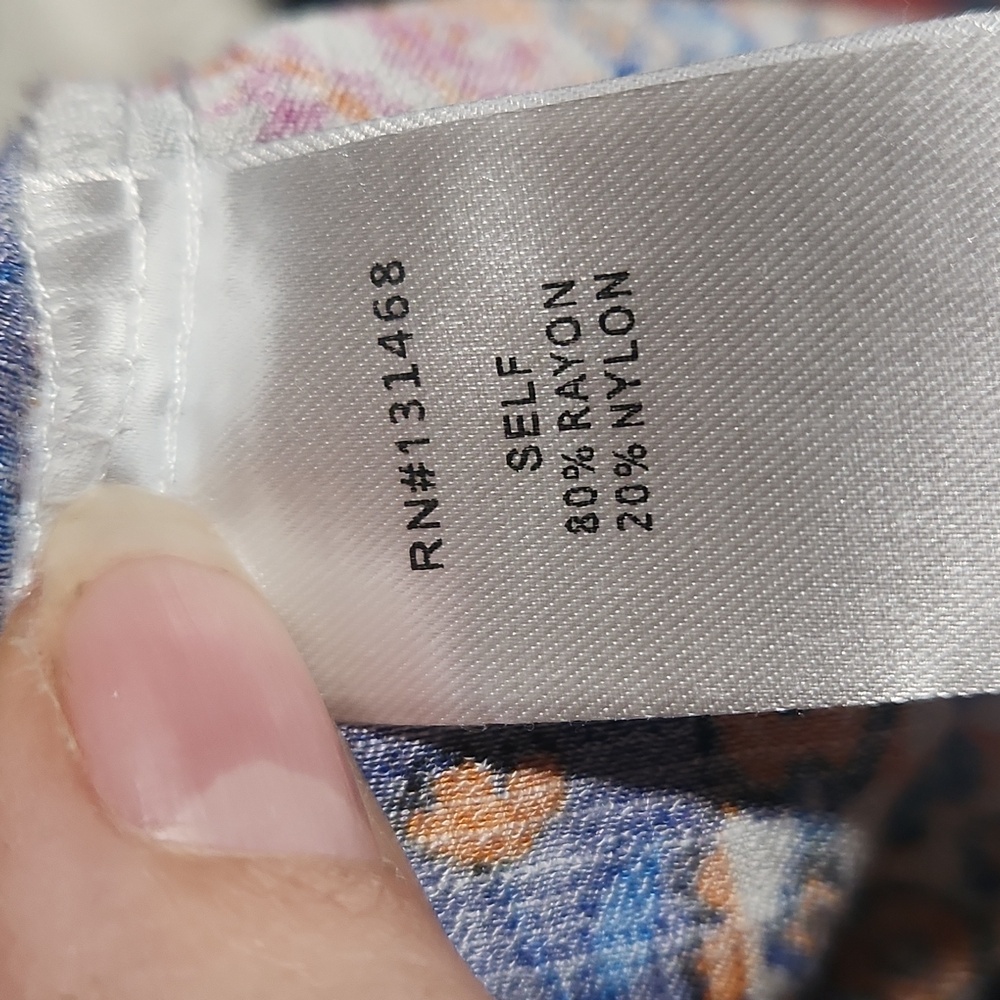 RN#131468
SELF
80% RAYON
20% NYLON